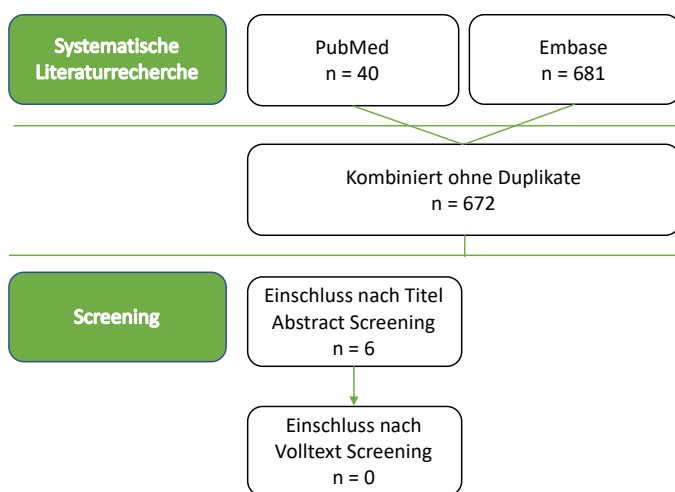 Systematische
Literaturrecherche
PubMed
n = 40
Embase
n = 681
Kombiniert ohne Duplikate
n = 672
Screening
Einschluss nach Titel
Abstract Screening
n = 6
Einschluss nach
Volltext Screening
n = 0